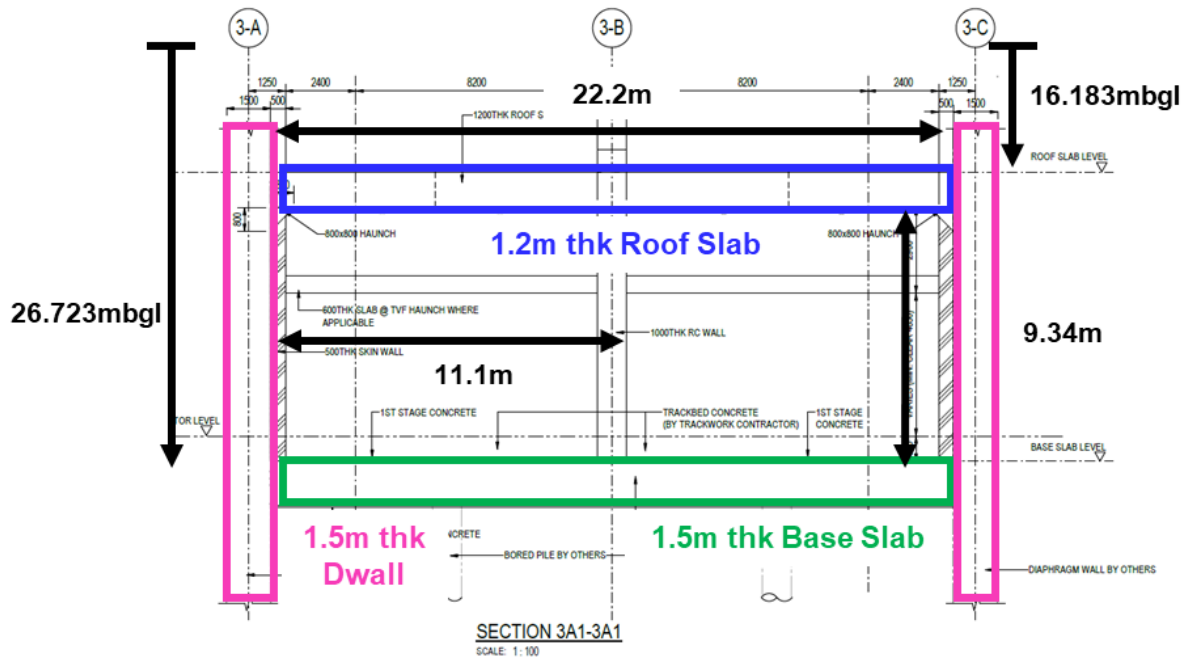 3-A
3-B
3-C
1250
2400
8200
8200
2400
1250
1500
500
22.2m
500
1500
16.183mbgl
1200THK ROOF S
ROOF SLAB LEVEL
800
800x800 HAUNCH
1.2m thk Roof Slab
800x800 HAUNCH
26.723mbgl
600THK SLAB @ TVF HAUNCH WHERE
APPLICABLE
1000THK RC WALL
9.34m
500THK SKIN WALL
11.1m
1ST STAGE CONCRETE
TRACKBED CONCRETE
(BY TRACKWORK CONTRACTOR)
1ST STAGE
CONCRETE
TOR LEVEL
BASE SLAB LEVEL
1.5m thk
Dwall
1.5m thk Base Slab
BORED PILE BY OTHERS
DIAPHRAGM WALL BY OTHERS
SECTION 3A1-3A1
SCALE: 1:100